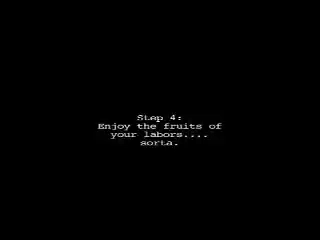 Step 4:
Enjoy the fruits of
your labors....
sorta.